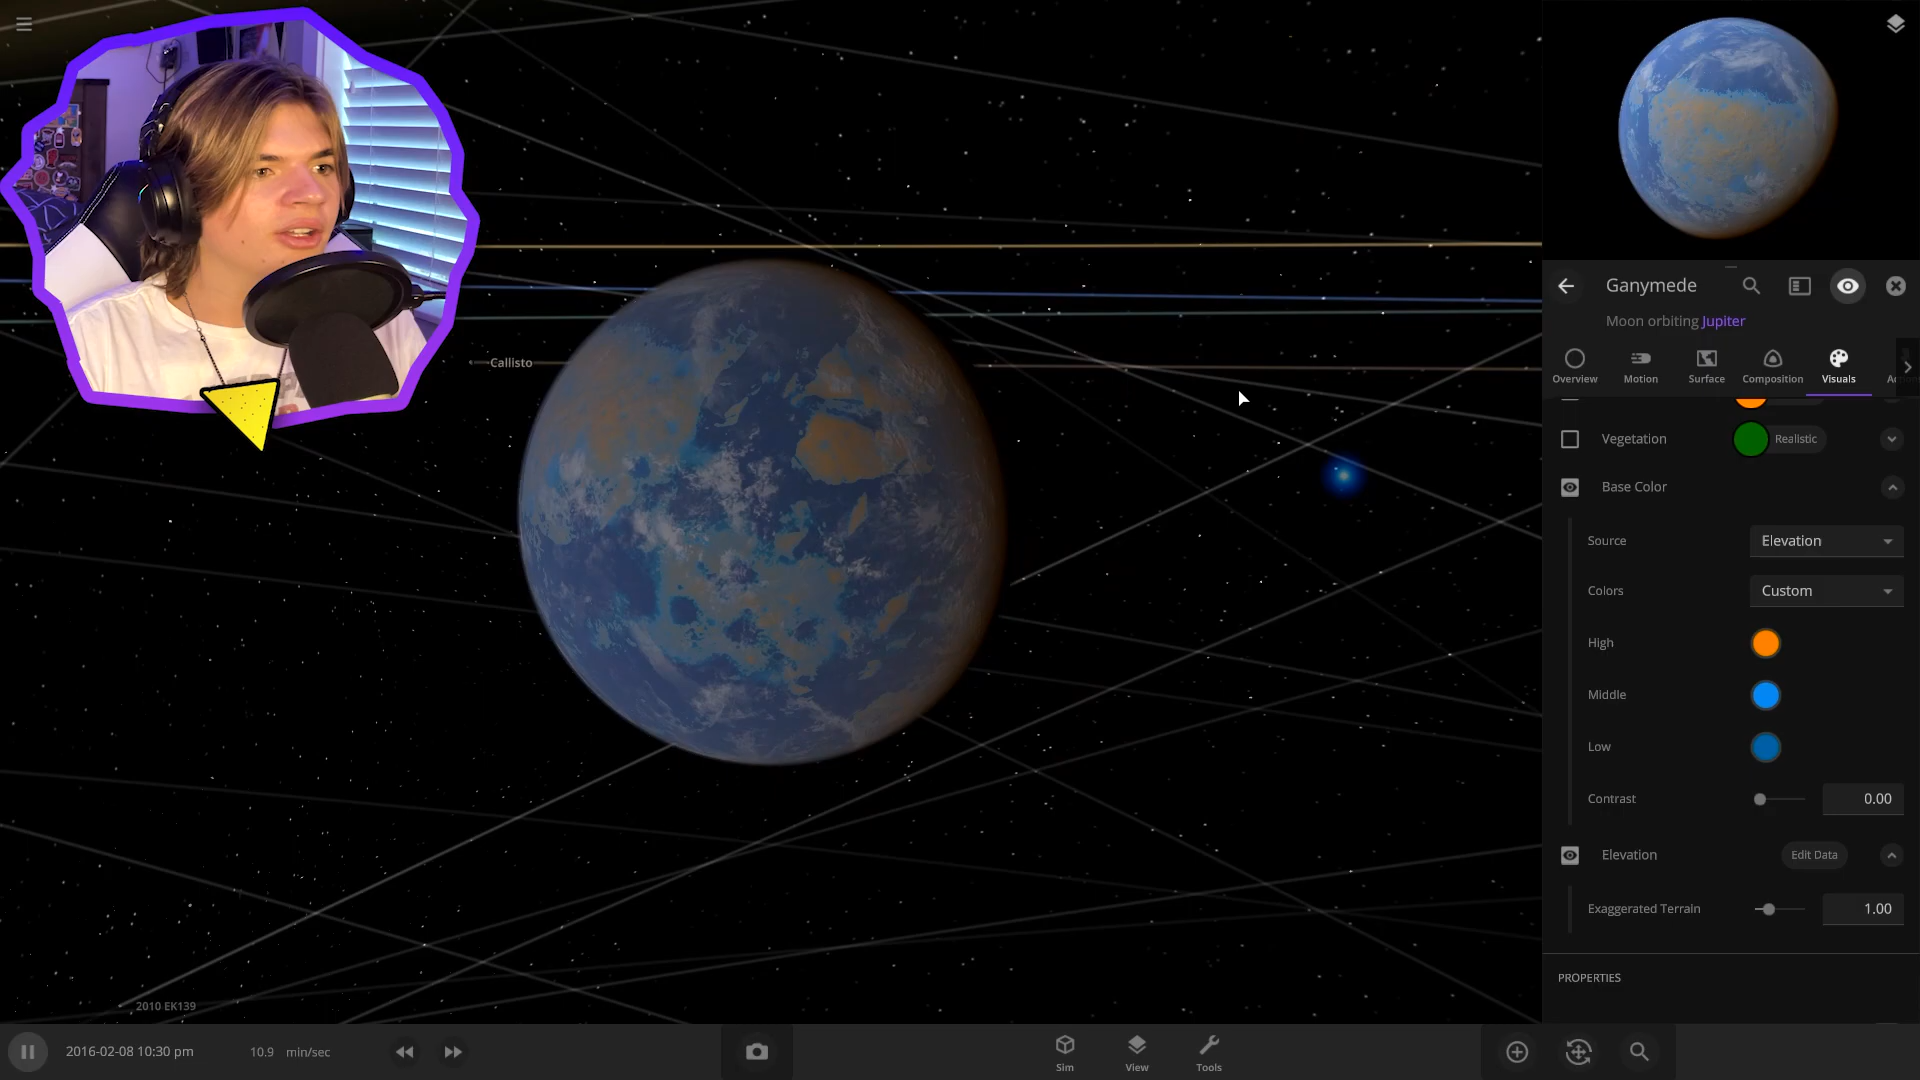 Ganymede
Moon orbiting Jupiter
Overview
Motion
Surface
Composition
Visuals
Vegetation
Realistic
Base Color
Source
Elevation
Colors
Custom
High
Middle
Low
Contrast
0.00
Elevation
Edit Data
Exaggerated Terrain
1.00
PROPERTIES
Callisto
2010 EK139
2016-02-08 10:30 pm
10.9 min/sec
Sim
View
Tools